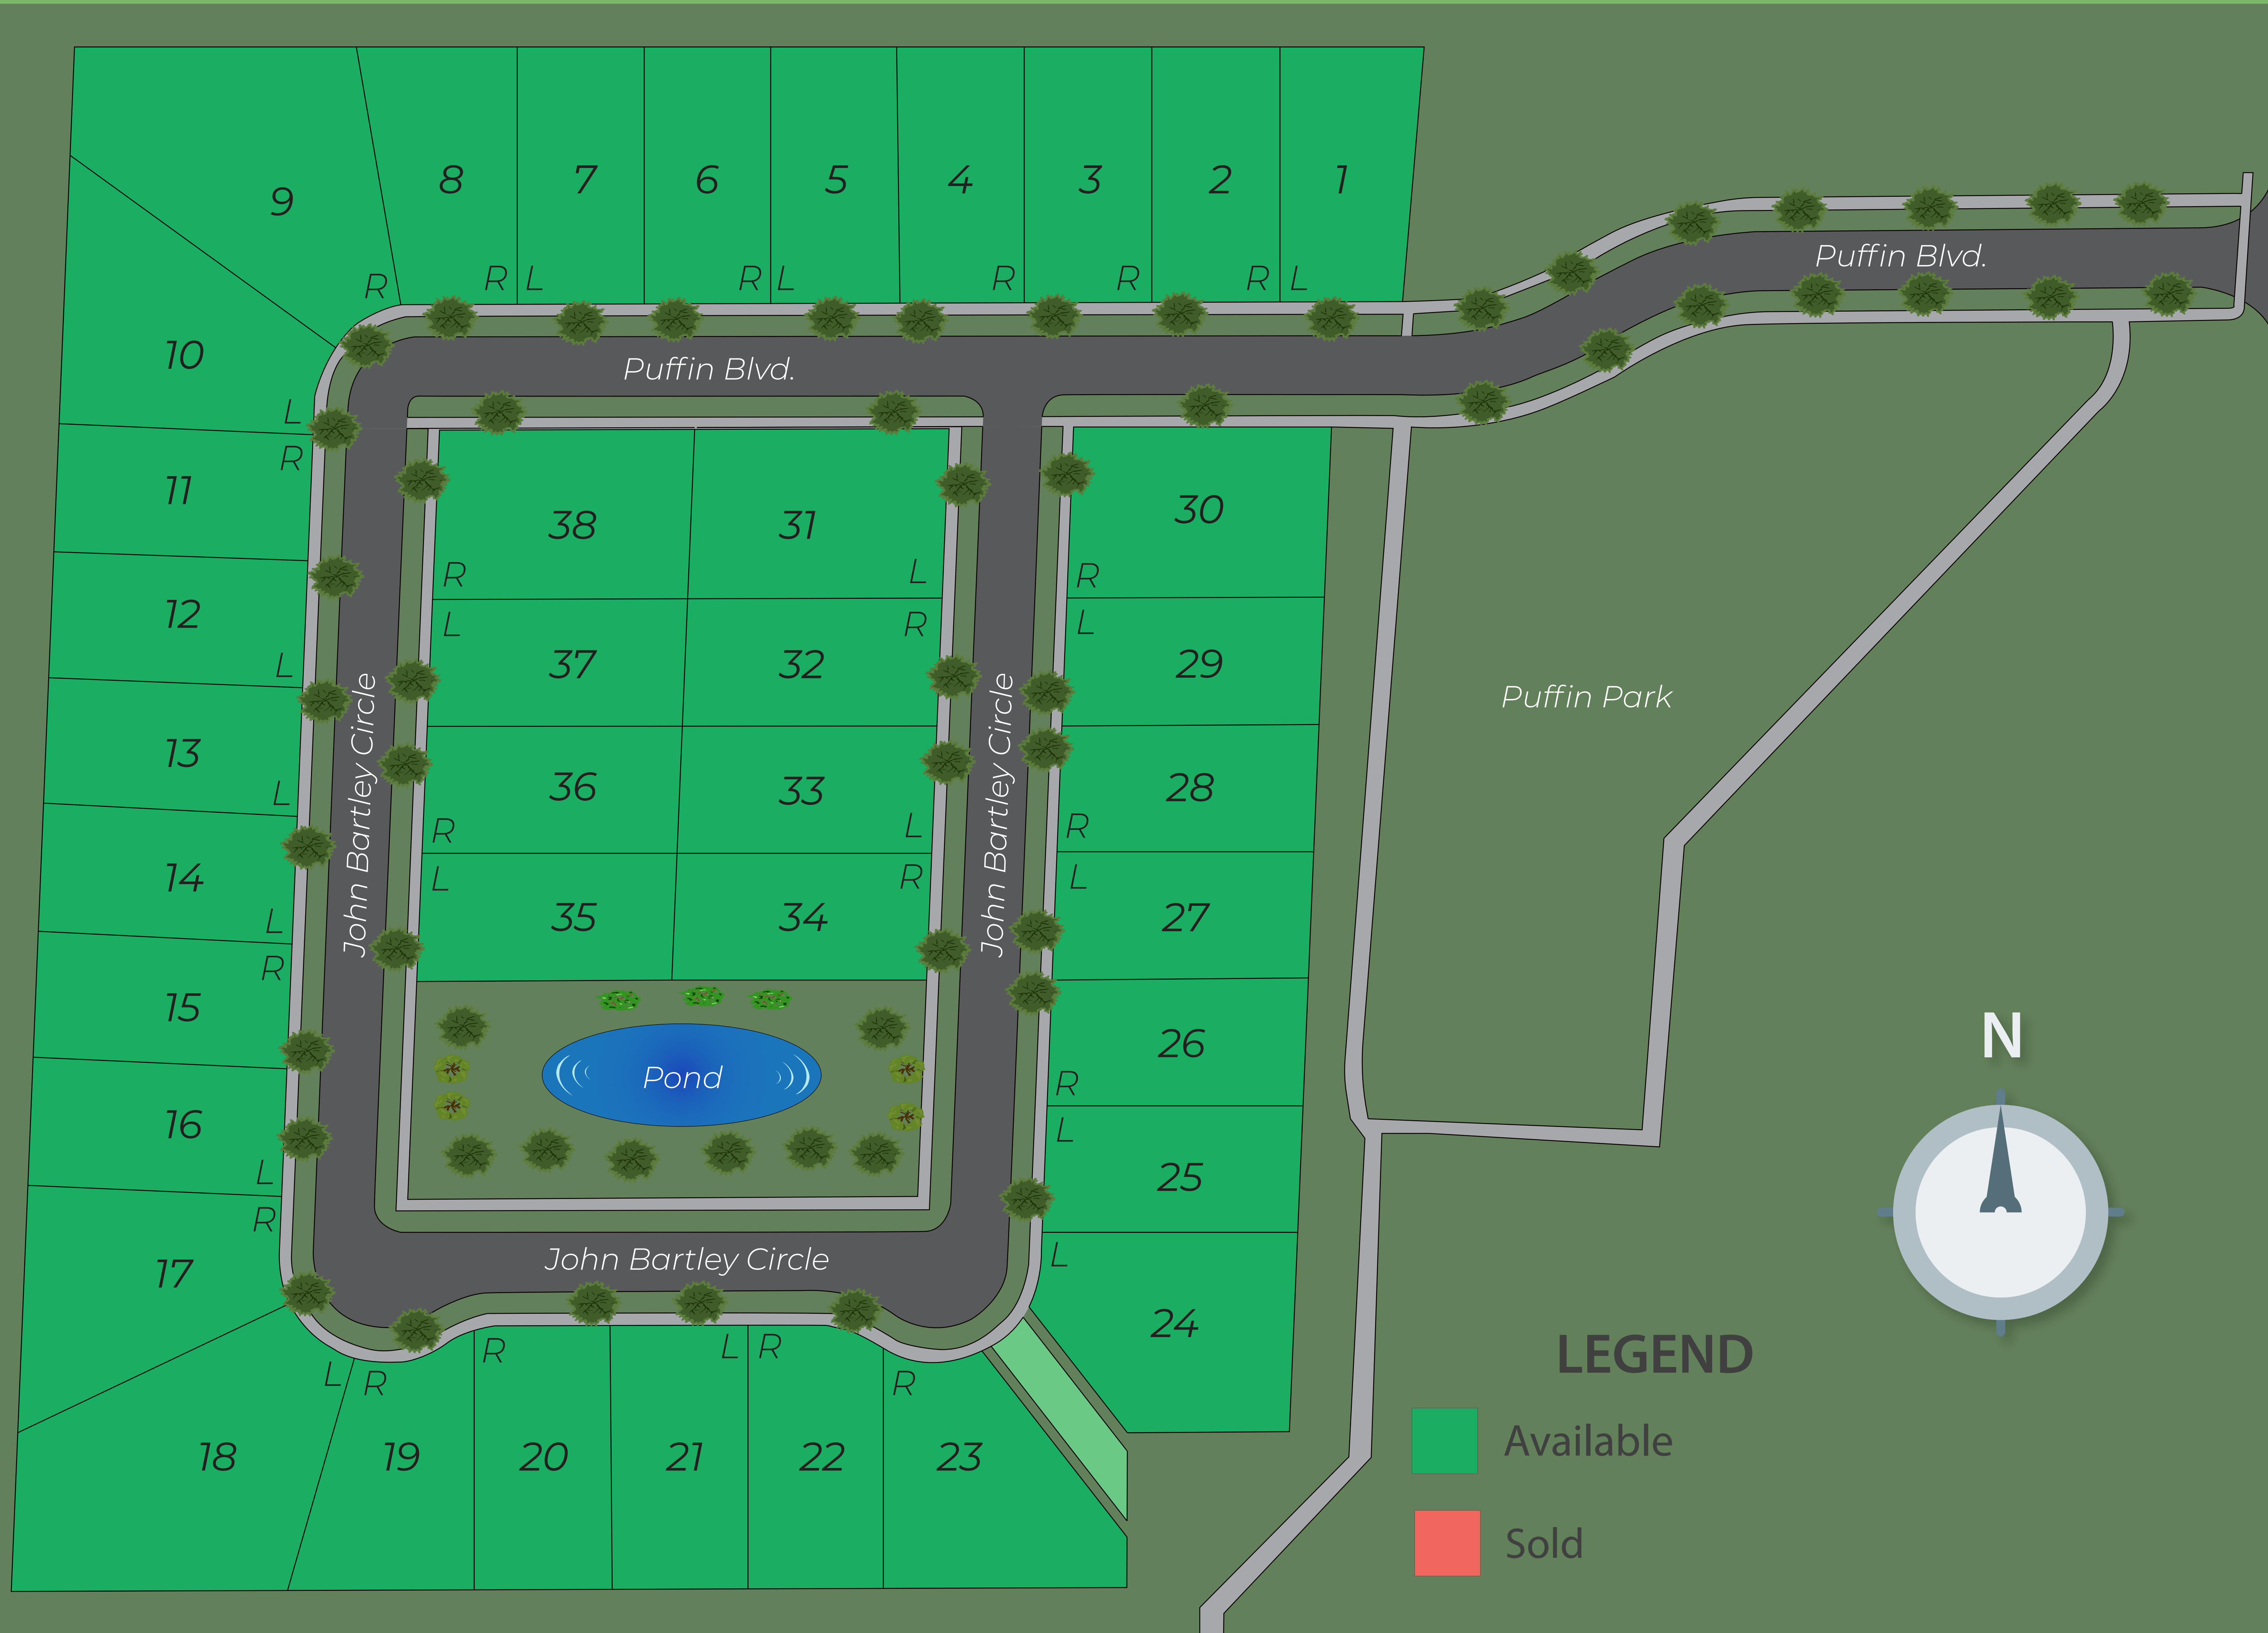 8
7
6
5
4
3
2
1
9
R
R
L
R
L
R
R
R
L
Puffin Blvd.
Puffin Blvd.
10
L
R
11
12
L
13
L
14
L
R
15
16
L
R
17
John Bartley Circle
38
31
R
L
L
R
37
32
36
33
R
L
L
R
35
34
Pond
John Bartley Circle
30
R
L
29
28
R
L
27
26
R
L
25
L
24
Puffin Park
John Bartley Circle
L
R
R
L
R
R
18
19
20
21
22
23
N
LEGEND
Available
Sold